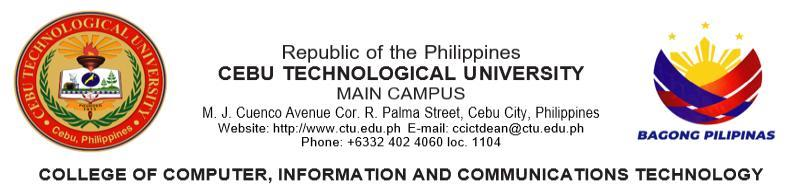 CEBU TECHNOLOGICAL UNIVERSITY
Cebu, Philippines
Republic of the Philippines
CEBU TECHNOLOGICAL UNIVERSITY
MAIN CAMPUS
M. J. Cuenco Avenue Cor. R. Palma Street, Cebu City, Philippines
Website: http://www.ctu.edu.ph E-mail: ccictdean@ctu.edu.ph
Phone: +6332 402 4060 loc. 1104
BAGONG PILIPINAS
COLLEGE OF COMPUTER, INFORMATION AND COMMUNICATIONS TECHNOLOGY